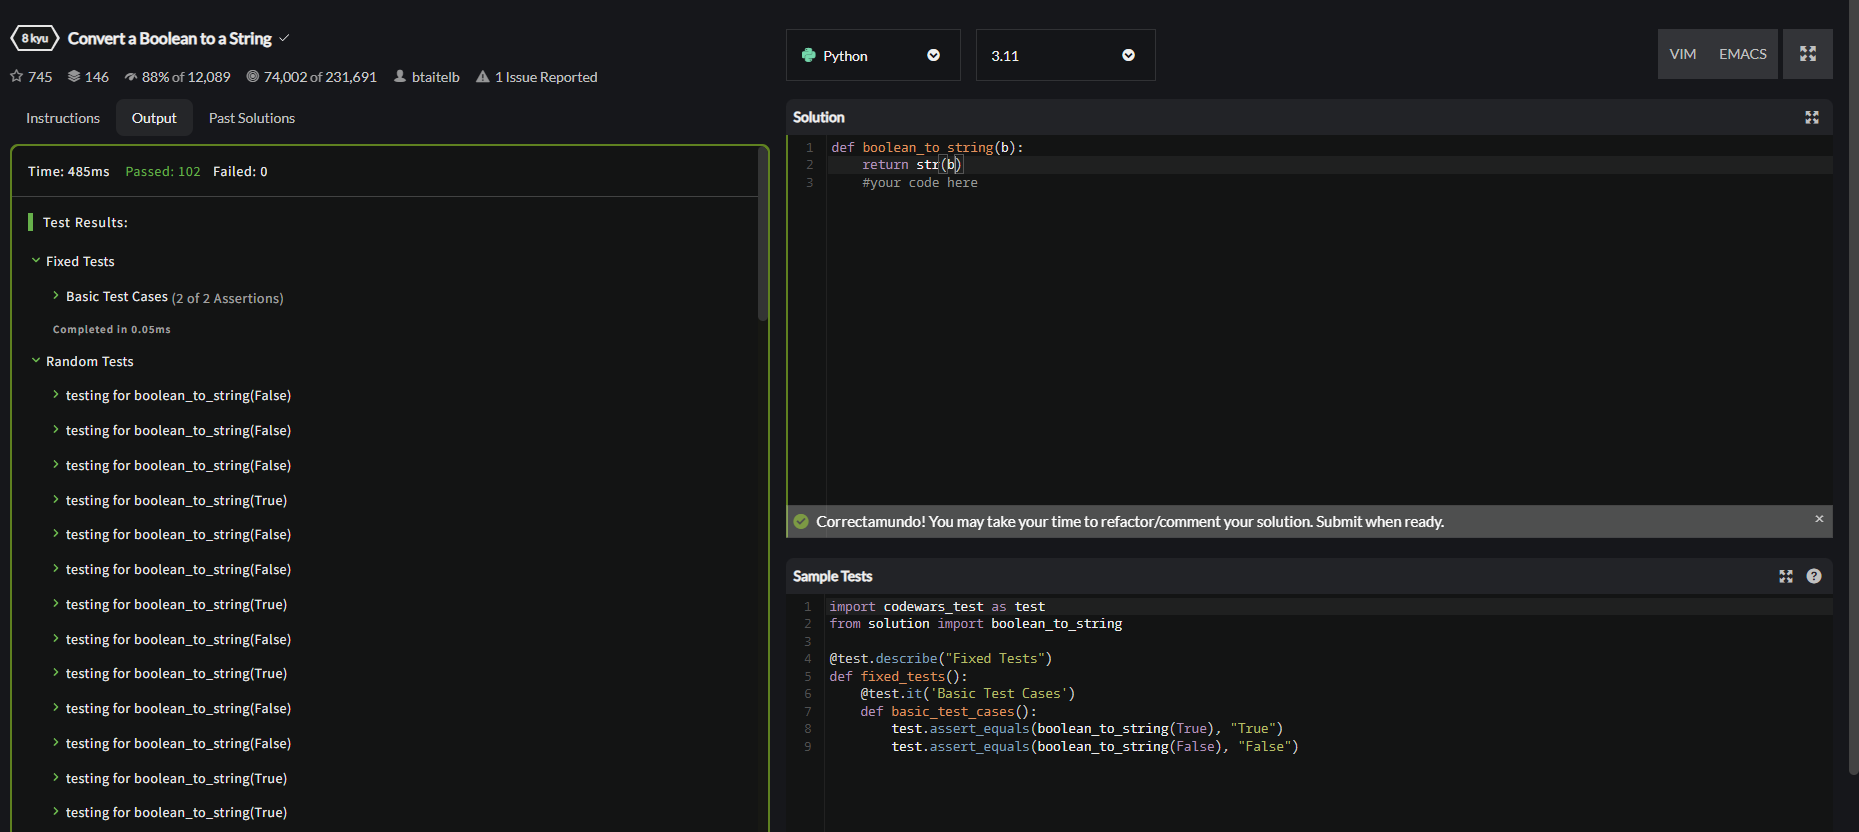 8 kyu Convert a Boolean to a String
745 146 88% of 12,089 74,002 of 231,691 btaitelb 1 Issue Reported
Instructions Output Past Solutions
Time: 485ms Passed: 102 Failed: 0
Test Results:
Fixed Tests
Basic Test Cases (2 of 2 Assertions)
Completed in 0.05ms
Random Tests
testing for boolean_to_string(False)
testing for boolean_to_string(False)
testing for boolean_to_string(False)
testing for boolean_to_string(True)
testing for boolean_to_string(False)
testing for boolean_to_string(False)
testing for boolean_to_string(True)
testing for boolean_to_string(False)
testing for boolean_to_string(True)
testing for boolean_to_string(False)
testing for boolean_to_string(False)
testing for boolean_to_string(True)
testing for boolean_to_string(True)
Python 3.11 VIM EMACS
Solution
1 def boolean_to_string(b):
2     return str(b)
3     #your code here
Correctamundo! You may take your time to refactor/comment your solution. Submit when ready. ×
Sample Tests ?
1 import codewars_test as test
2 from solution import boolean_to_string
3
4 @test.describe("Fixed Tests")
5 def fixed_tests():
6     @test.it('Basic Test Cases')
7     def basic_test_cases():
8         test.assert_equals(boolean_to_string(True), "True")
9         test.assert_equals(boolean_to_string(False), "False")